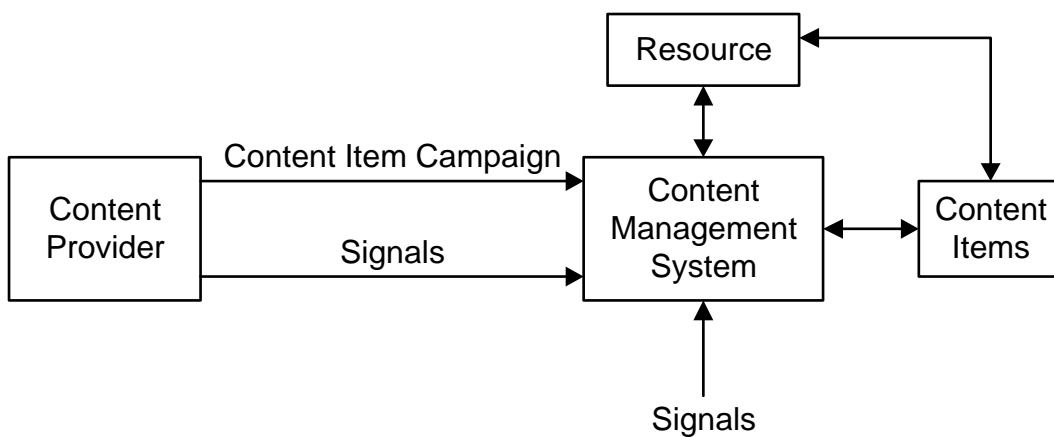 Resource
Content Item Campaign
Content
Provider
Signals
Content
Management
System
Content
Items
Signals